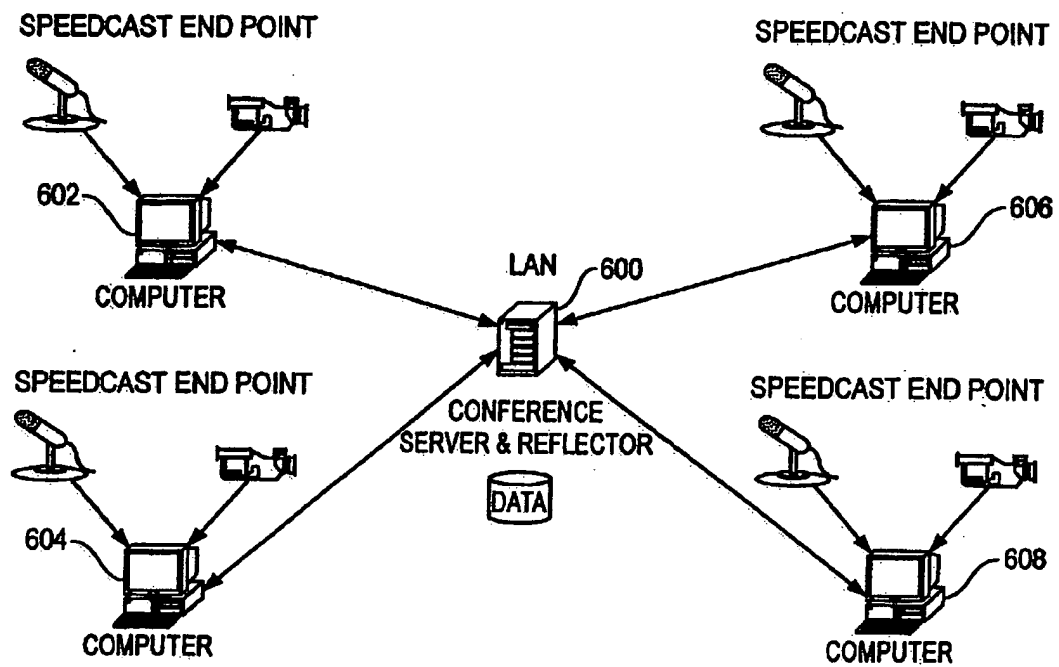 SPEEDCAST END POINT
602
COMPUTER
SPEEDCAST END POINT
606
COMPUTER
LAN
600
CONFERENCE
SERVER & REFLECTOR
DATA
SPEEDCAST END POINT
604
COMPUTER
SPEEDCAST END POINT
608
COMPUTER